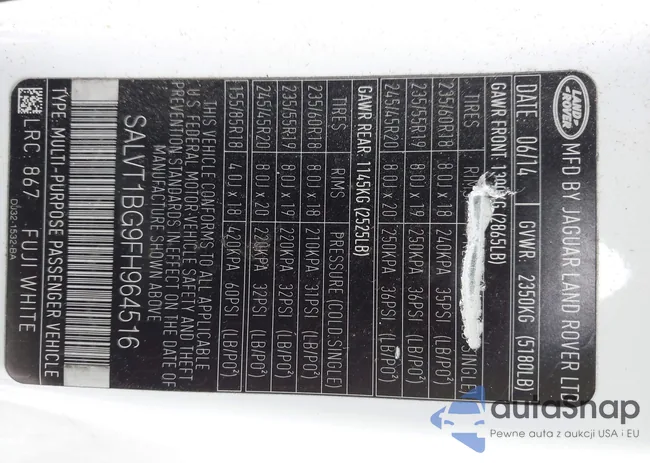 LAND-
ROVER
MFD BY JAGUAR LAND ROVER LTD
DATE: 06/14 GVWR: 2350KG (5180LB)
GAWR FRONT: 1300KG (2865LB)
TIRES
235/60R18 8.0J x 18 240KPA 35PSI (LB/PO²)
235/55R19 8.0J x 19 250KPA 36PSI (LB/PO²)
245/45R20 8.0J x 20 250KPA 36PSI (LB/PO²)
GAWR REAR: 1145KG (2525LB)
TIRES RIMS PRESSURE (COLD:SINGLE)
235/60R18 8.0J x 18 210KPA 31PSI (LB/PO²)
235/55R19 8.0J x 19 220KPA 32PSI (LB/PO²)
245/45R20 8.0J x 20 220KPA 32PSI (LB/PO²)
155/85R18 4.0J x 18 420KPA 60PSI (LB/PO²)
THIS VEHICLE CONFORMS TO ALL APPLICABLE
U.S. FEDERAL MOTOR VEHICLE SAFETY AND THEFT
PREVENTION STANDARDS IN EFFECT ON THE DATE OF
MANUFACTURE SHOWN ABOVE
SALVT1BG9FH964516
TYPE: MULTI-PURPOSE PASSENGER VEHICLE
LRC: 867 FUJI WHITE
DU32-1532-BA
autasnap
Pewne auta z aukcji USA i EU